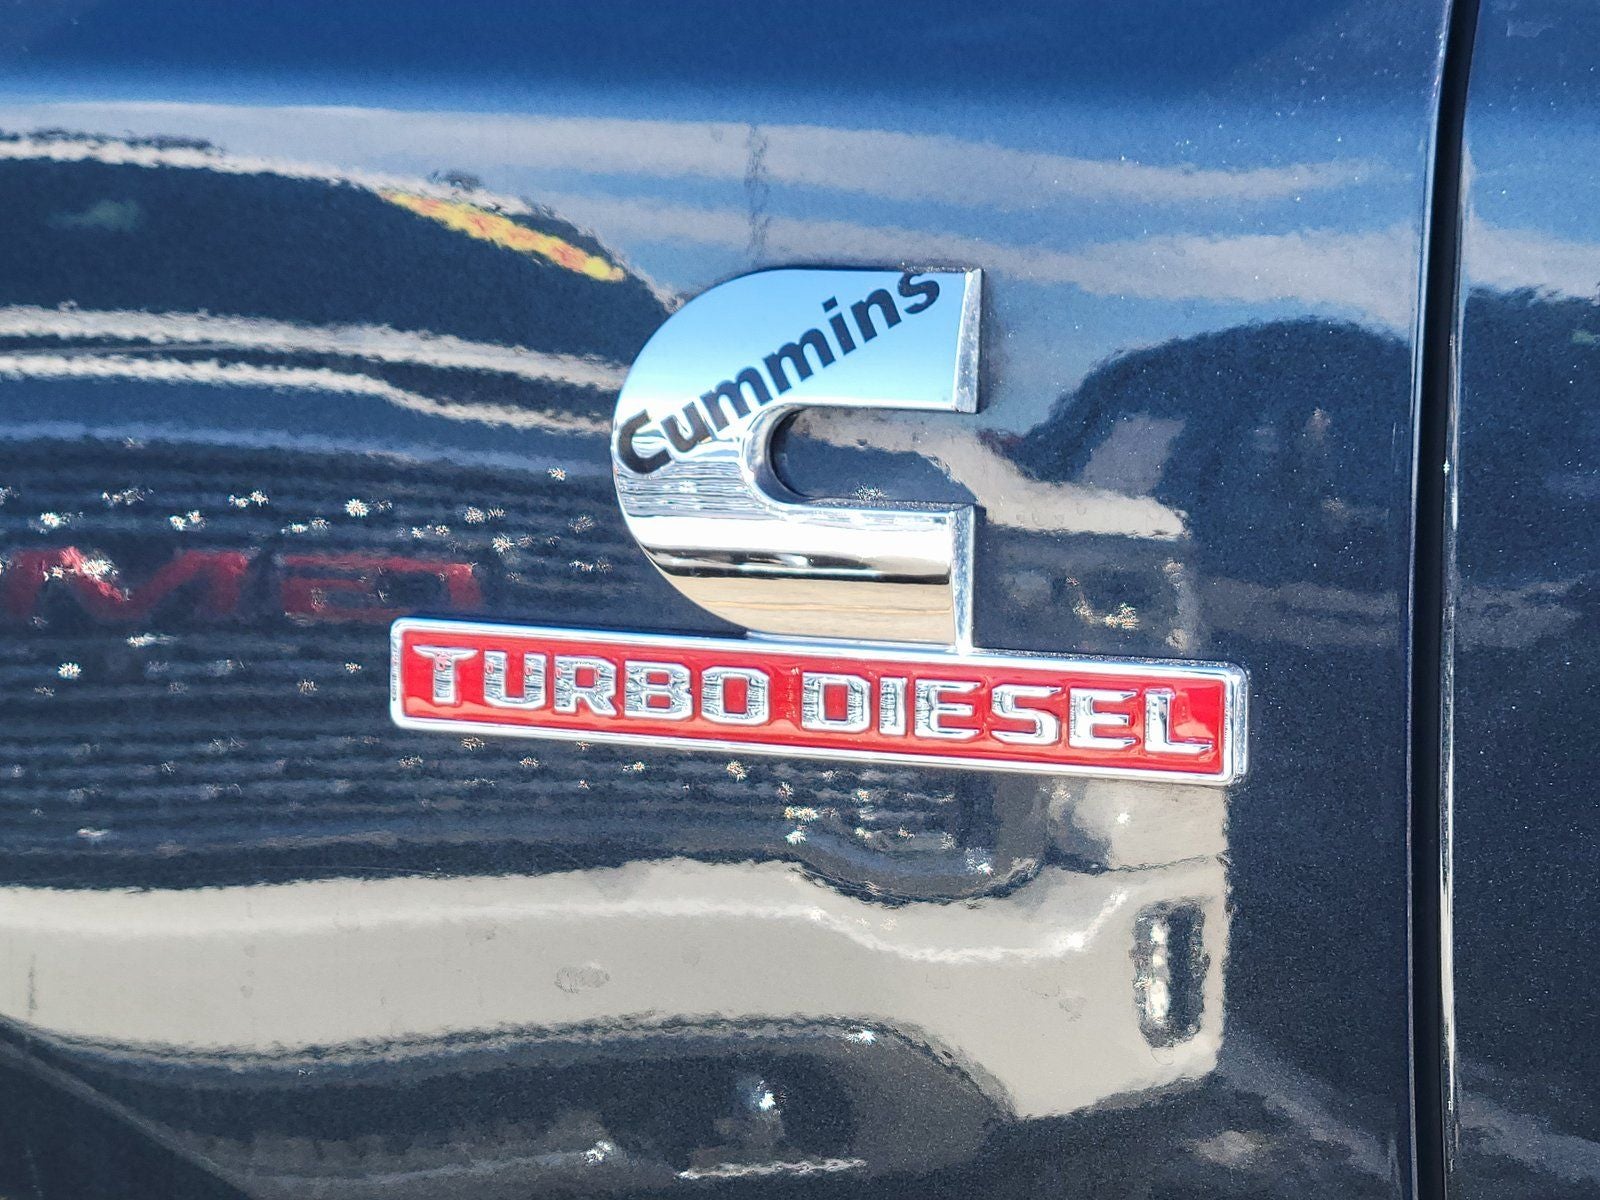 Cummins
TURBO DIESEL